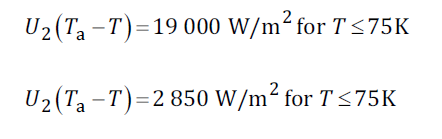 U₂(Tₐ − T) = 19 000 W/m² for T ≤ 75K
U₂(Tₐ − T) = 2 850 W/m² for T ≤ 75K